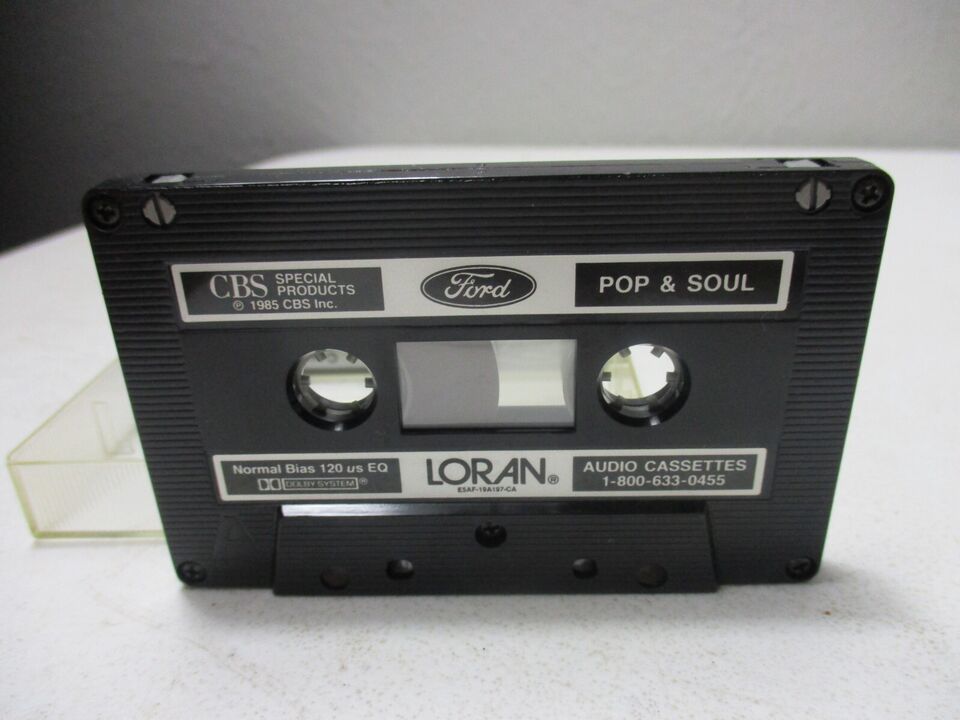 CBS SPECIAL PRODUCTS
℗ 1985 CBS Inc.
Ford
POP & SOUL
Normal Bias 120 us EQ
DOLBY SYSTEM®
LORAN®
E5AF-19A197-CA
AUDIO CASSETTES
1-800-633-0455
A